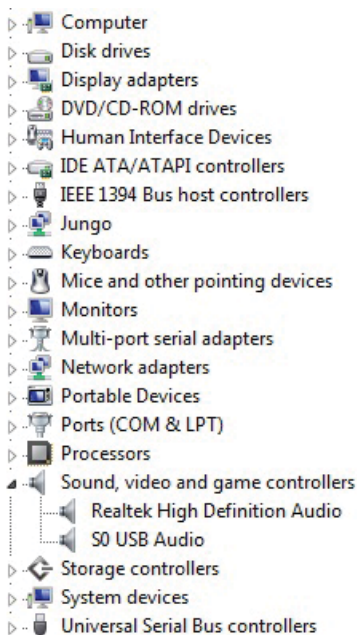 Computer
Disk drives
Display adapters
DVD/CD-ROM drives
Human Interface Devices
IDE ATA/ATAPI controllers
IEEE 1394 Bus host controllers
Jungo
Keyboards
Mice and other pointing devices
Monitors
Multi-port serial adapters
Network adapters
Portable Devices
Ports (COM & LPT)
Processors
Sound, video and game controllers
Realtek High Definition Audio
S0 USB Audio
Storage controllers
System devices
Universal Serial Bus controllers